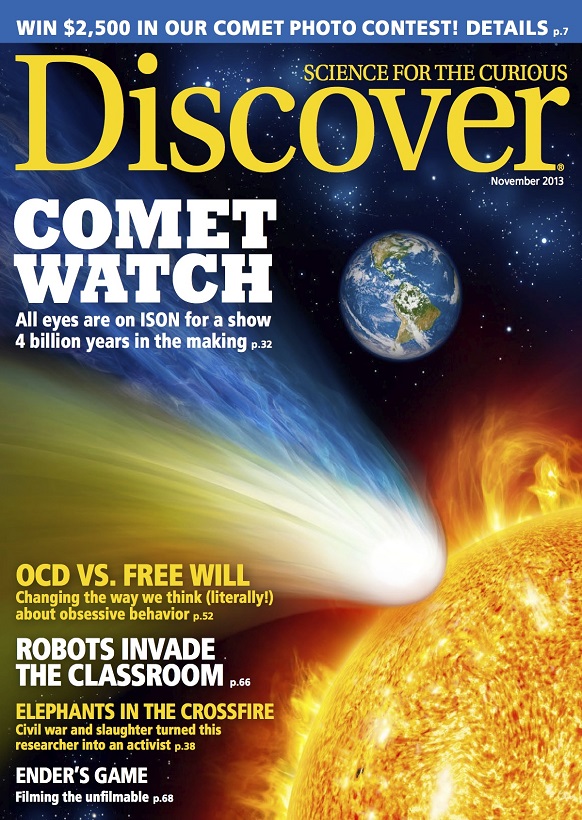 WIN $2,500 IN OUR COMET PHOTO CONTEST! DETAILS p.7
SCIENCE FOR THE CURIOUS
Discover®
November 2013
COMET
WATCH
All eyes are on ISON for a show
4 billion years in the making p.32
OCD VS. FREE WILL
Changing the way we think (literally!)
about obsessive behavior p.52
ROBOTS INVADE
THE CLASSROOM p.66
ELEPHANTS IN THE CROSSFIRE
Civil war and slaughter turned this
researcher into an activist p.38
ENDER'S GAME
Filming the unfilmable p.68